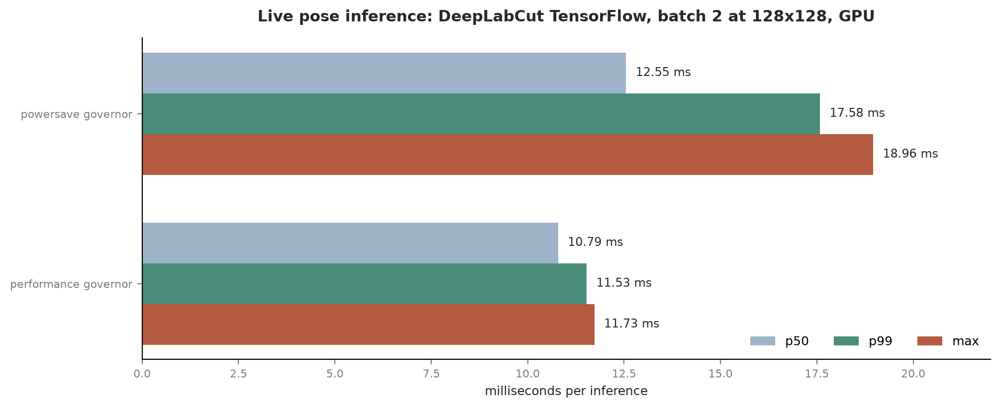 Live pose inference: DeepLabCut TensorFlow, batch 2 at 128x128, GPU
12.55 ms
powersave governor
17.58 ms
18.96 ms
10.79 ms
performance governor
11.53 ms
11.73 ms
p50 p99 max
0.0 2.5 5.0 7.5 10.0 12.5 15.0 17.5 20.0
milliseconds per inference